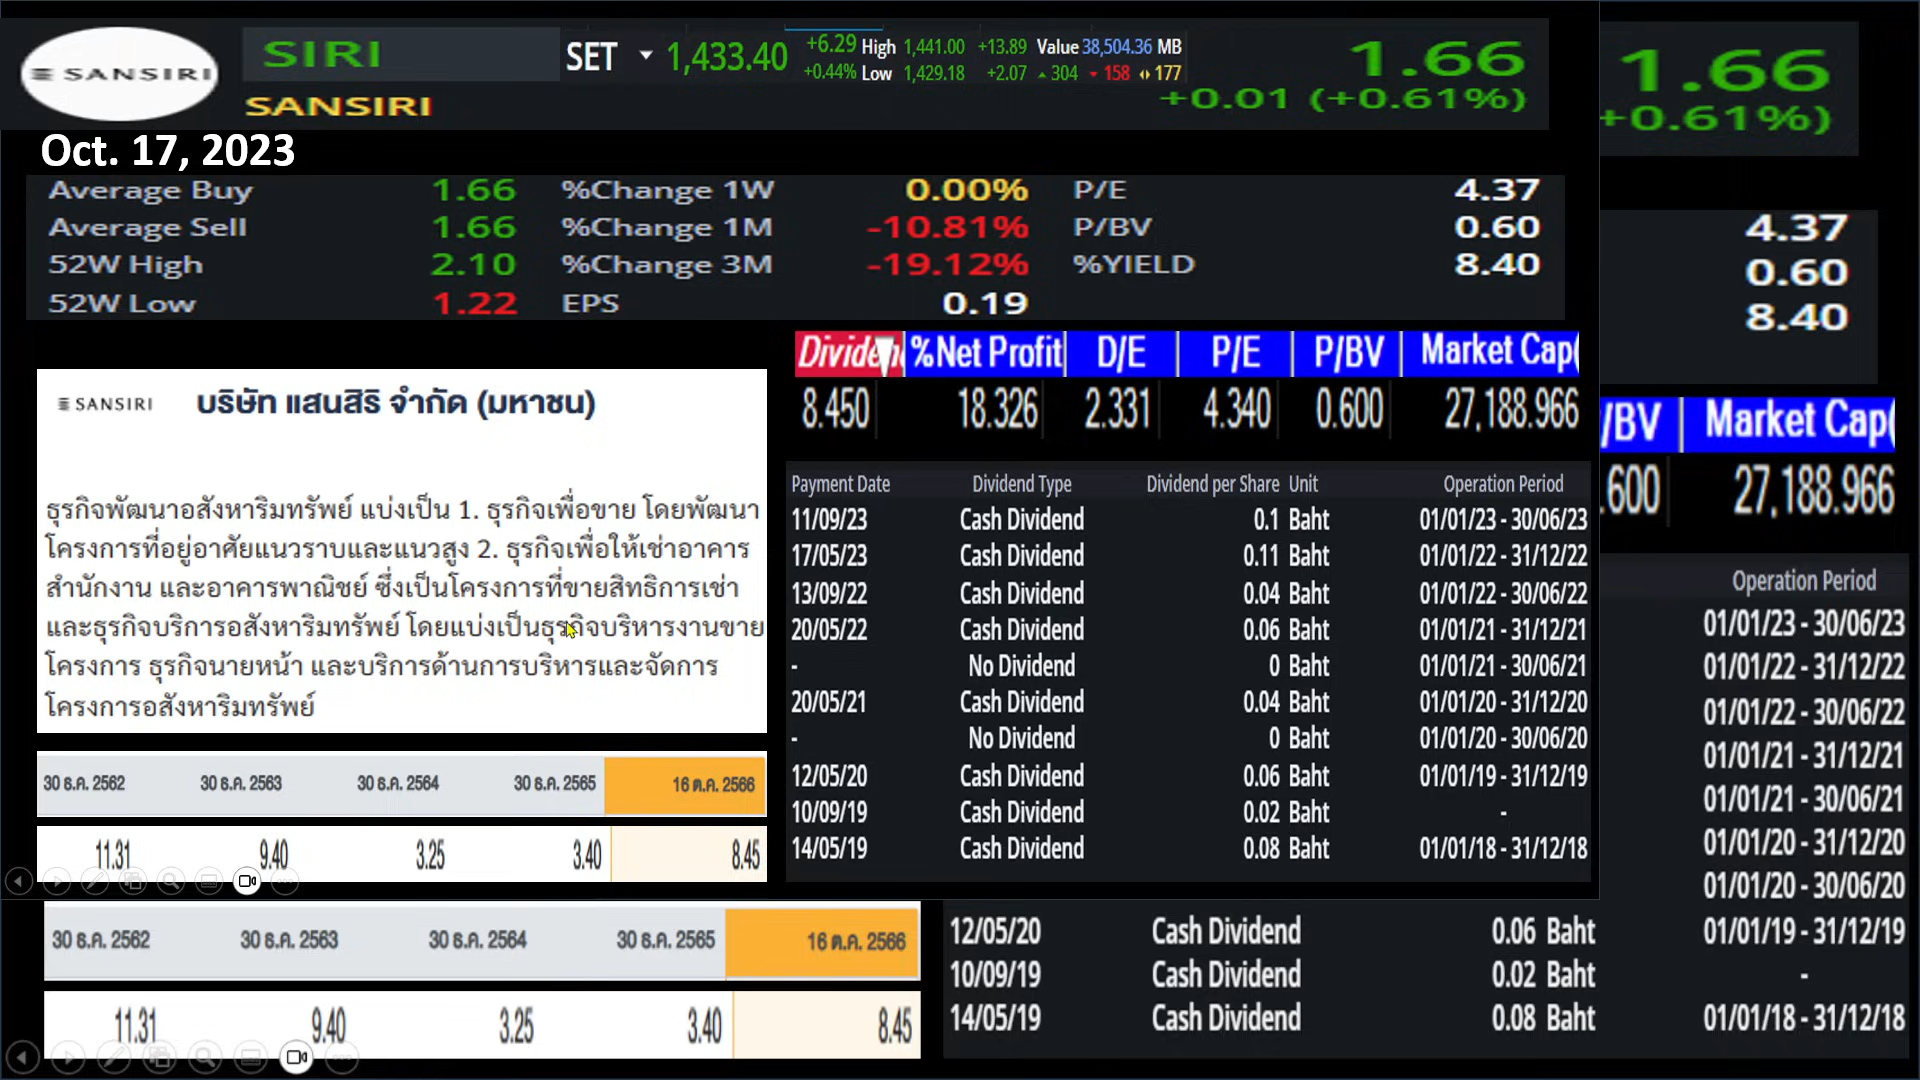 SANSIRI
SIRI
SANSIRI
SET 1,433.40 +6.29 High 1,441.00 +13.89 Value 38,504.36 MB
+0.44% Low 1,429.18 +2.07 304 158 177
1.66
+0.01 (+0.61%)
1.66
+0.61%)
Oct. 17, 2023
Average Buy 1.66 %Change 1W 0.00% P/E 4.37
Average Sell 1.66 %Change 1M -10.81% P/BV 0.60
52W High 2.10 %Change 3M -19.12% %YIELD 8.40
52W Low 1.22 EPS 0.19
4.37
0.60
8.40
%Net Profit D/E P/E P/BV Market Cap(
8.450 18.326 2.331 4.340 0.600 27,188.966
/BV Market Cap(
.600 27,188.966
SANSIRI บริษัท แสนสิริ จำกัด (มหาชน)
ธุรกิจพัฒนาอสังหาริมทรัพย์ แบ่งเป็น 1. ธุรกิจเพื่อขาย โดยพัฒนา
โครงการที่อยู่อาศัยแนวราบและแนวสูง 2. ธุรกิจเพื่อให้เช่าอาคาร
สำนักงาน และอาคารพาณิชย์ ซึ่งเป็นโครงการที่ขายสิทธิการเช่า
และธุรกิจบริการอสังหาริมทรัพย์ โดยแบ่งเป็นธุรกิจบริหารงานขาย
โครงการ ธุรกิจนายหน้า และบริการด้านการบริหารและจัดการ
โครงการอสังหาริมทรัพย์
30 ธ.ค. 2562 30 ธ.ค. 2563 30 ธ.ค. 2564 30 ธ.ค. 2565 16 ต.ค. 2566
11.31 9.40 3.25 3.40 8.45
Payment Date Dividend Type Dividend per Share Unit Operation Period
11/09/23 Cash Dividend 0.1 Baht 01/01/23 - 30/06/23
17/05/23 Cash Dividend 0.11 Baht 01/01/22 - 31/12/22
13/09/22 Cash Dividend 0.04 Baht 01/01/22 - 30/06/22
20/05/22 Cash Dividend 0.06 Baht 01/01/21 - 31/12/21
- No Dividend 0 Baht 01/01/21 - 30/06/21
20/05/21 Cash Dividend 0.04 Baht 01/01/20 - 31/12/20
- No Dividend 0 Baht 01/01/20 - 30/06/20
12/05/20 Cash Dividend 0.06 Baht 01/01/19 - 31/12/19
10/09/19 Cash Dividend 0.02 Baht -
14/05/19 Cash Dividend 0.08 Baht 01/01/18 - 31/12/18
Operation Period
01/01/23 - 30/06/23
01/01/22 - 31/12/22
01/01/22 - 30/06/22
01/01/21 - 31/12/21
01/01/21 - 30/06/21
01/01/20 - 31/12/20
01/01/20 - 30/06/20
30 ธ.ค. 2562 30 ธ.ค. 2563 30 ธ.ค. 2564 30 ธ.ค. 2565 16 ต.ค. 2566
11.31 9.40 3.25 3.40 8.45
12/05/20 Cash Dividend 0.06 Baht 01/01/19 - 31/12/19
10/09/19 Cash Dividend 0.02 Baht -
14/05/19 Cash Dividend 0.08 Baht 01/01/18 - 31/12/18